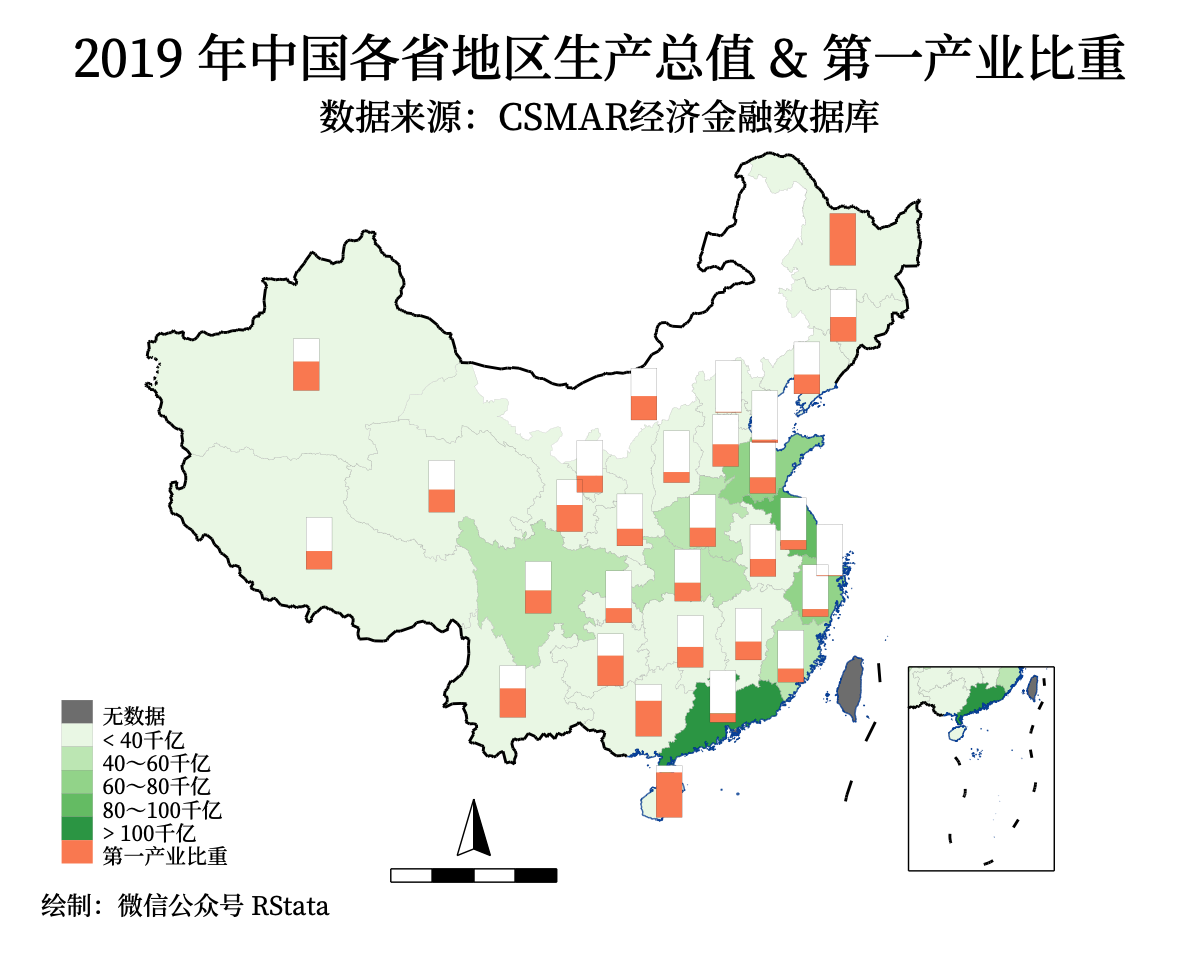 2019 年中国各省地区生产总值 & 第一产业比重
数据来源：CSMAR经济金融数据库
无数据
< 40千亿
40～60千亿
60～80千亿
80～100千亿
> 100千亿
第一产业比重
绘制：微信公众号 RStata